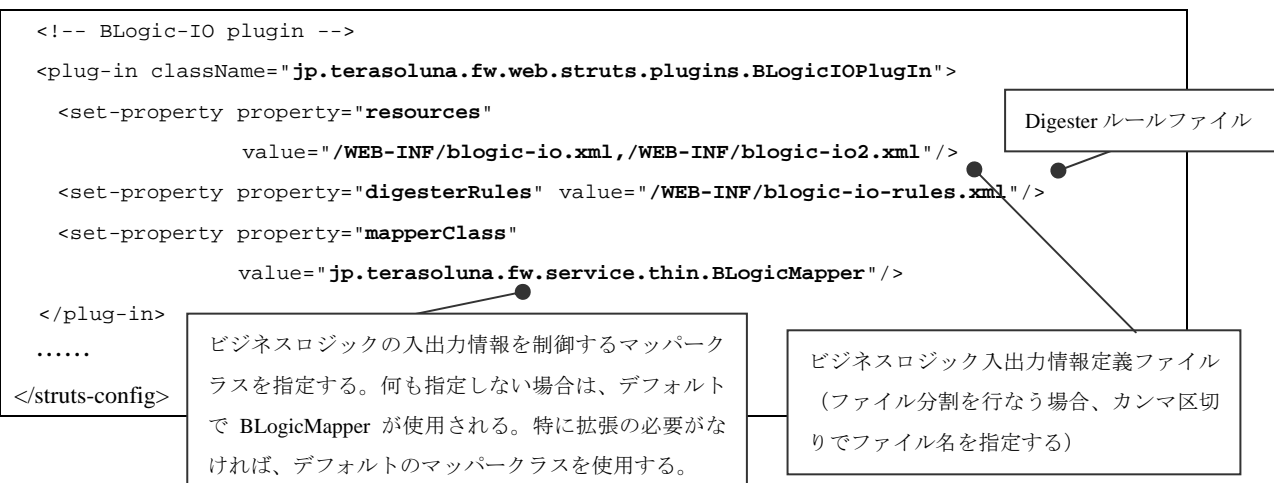 <!-- BLogic-IO plugin -->
<plug-in className="jp.terasoluna.fw.web.struts.plugins.BLogicIOPlugIn">
<set-property property="resources"
value="/WEB-INF/blogic-io.xml,/WEB-INF/blogic-io2.xml"/>
<set-property property="digesterRules" value="/WEB-INF/blogic-io-rules.xml"/>
<set-property property="mapperClass"
value="jp.terasoluna.fw.service.thin.BLogicMapper"/>
</plug-in>
……
</struts-config>
Digester ルールファイル
ビジネスロジックの入出力情報を制御するマッパーク
ラスを指定する。何も指定しない場合は、デフォルト
で BLogicMapper が使用される。特に拡張の必要がな
ければ、デフォルトのマッパークラスを使用する。
ビジネスロジック入出力情報定義ファイル
（ファイル分割を行なう場合、カンマ区切
りでファイル名を指定する）